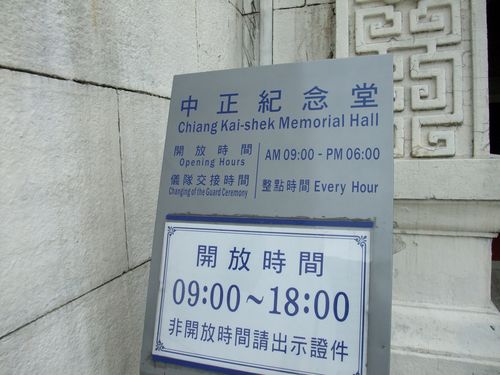 中正紀念堂
Chiang Kai-shek Memorial Hall
開放時間 AM 09:00 - PM 06:00
Opening Hours
儀隊交接時間 整點時間 Every Hour
Changing of the Guard Ceremony
開放時間
09:00~18:00
非開放時間請出示證件